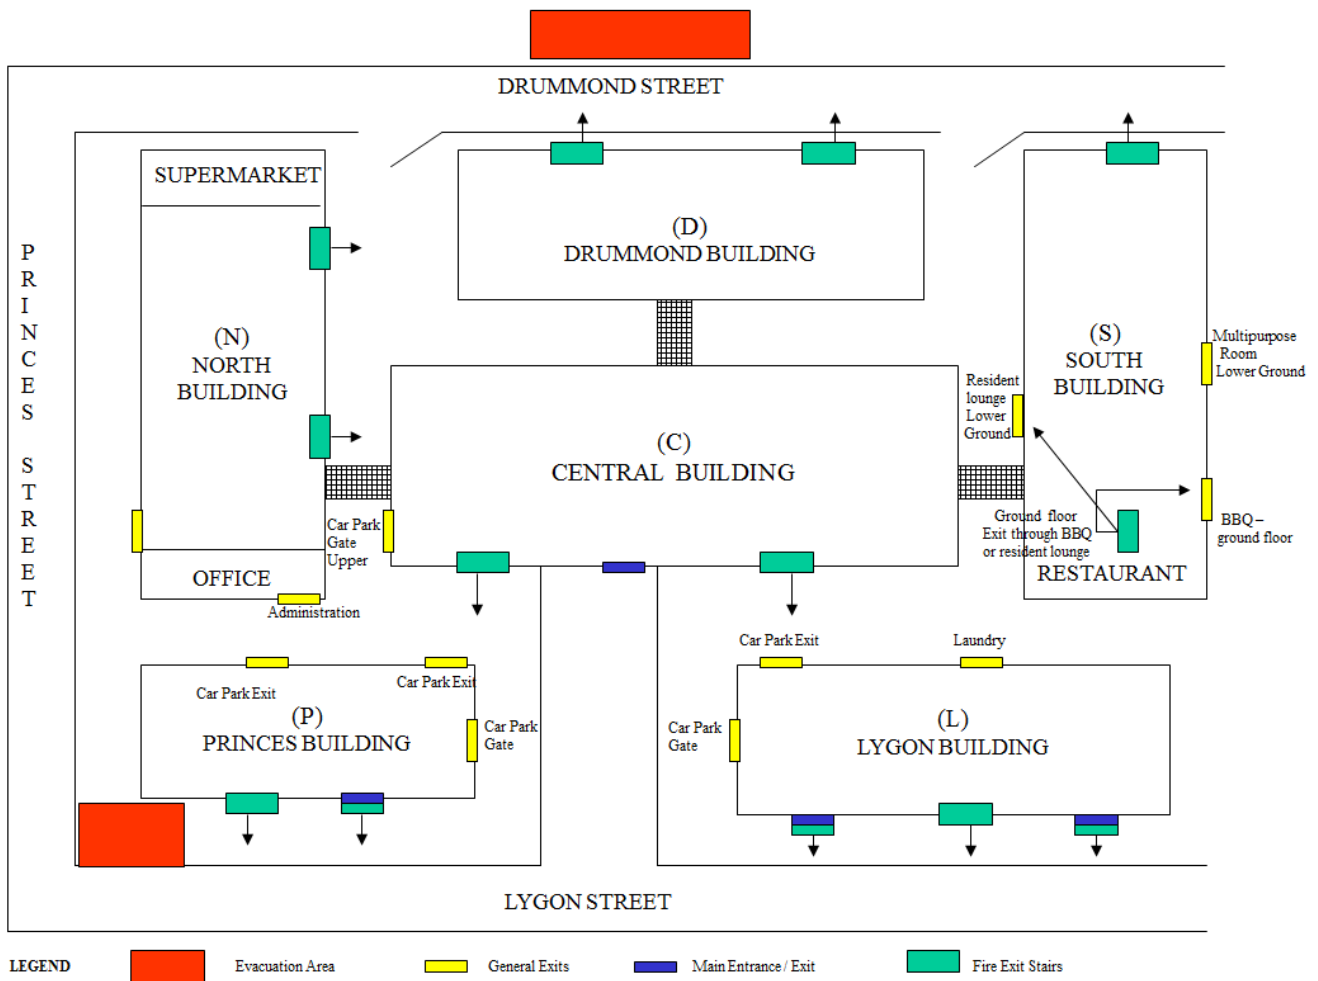 DRUMMOND STREET
SUPERMARKET
(D)
DRUMMOND BUILDING
PRINCES STREET
(N)
NORTH
BUILDING
(S)
SOUTH
BUILDING
Multipurpose
Room
Lower Ground
Resident
lounge
Lower
Ground
(C)
CENTRAL BUILDING
Car Park
Gate
Upper
Ground floor
Exit through BBQ
or resident lounge
BBQ –
ground floor
OFFICE
RESTAURANT
Administration
Car Park Exit
Laundry
Car Park Exit
Car Park Exit
(P)
PRINCES BUILDING
Car Park
Gate
Car Park
Gate
(L)
LYGON BUILDING
LYGON STREET
LEGEND
Evacuation Area
General Exits
Main Entrance / Exit
Fire Exit Stairs